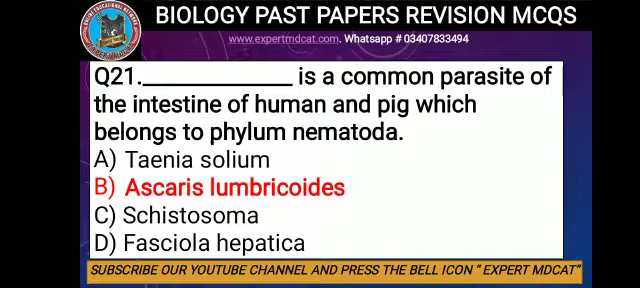 BIOLOGY PAST PAPERS REVISION MCQS
www.expertmdcat.com. Whatsapp # 03407833494
Q21.____________ is a common parasite of
the intestine of human and pig which
belongs to phylum nematoda.
A) Taenia solium
B) Ascaris lumbricoides
C) Schistosoma
D) Fasciola hepatica
SUBSCRIBE OUR YOUTUBE CHANNEL AND PRESS THE BELL ICON " EXPERT MDCAT"